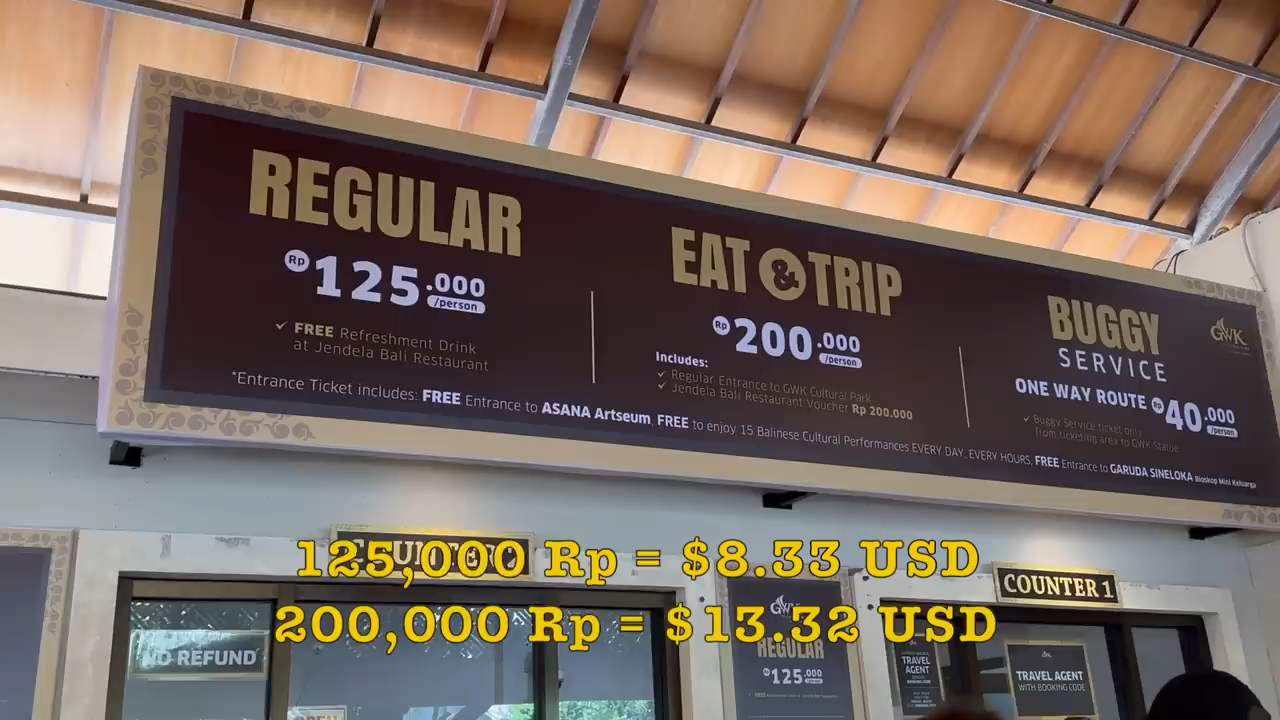 REGULAR
Rp 125.000 /person
✓ FREE Refreshment Drink
at Jendela Bali Restaurant
EAT & TRIP
Rp 200.000 /person
Includes:
✓ Regular Entrance to GWK Cultural Park
✓ Jendela Bali Restaurant Voucher Rp 200.000
BUGGY
SERVICE
GWK
ONE WAY ROUTE Rp 40.000 /person
✓ Buggy Service ticket only
from ticketing area to GWK Statue
*Entrance Ticket includes: FREE Entrance to ASANA Artseum, FREE to enjoy 15 Balinese Cultural Performances EVERY DAY, EVERY HOURS, FREE Entrance to GARUDA SINELOKA Bioskop Mini Keluarga
125,000 Rp = $8.33 USD
200,000 Rp = $13.32 USD
COUNTER 1
NO REFUND
GWK
REGULAR
Rp 125.000
TRAVEL
AGENT
TRAVEL AGENT
WITH BOOKING CODE
OPEN